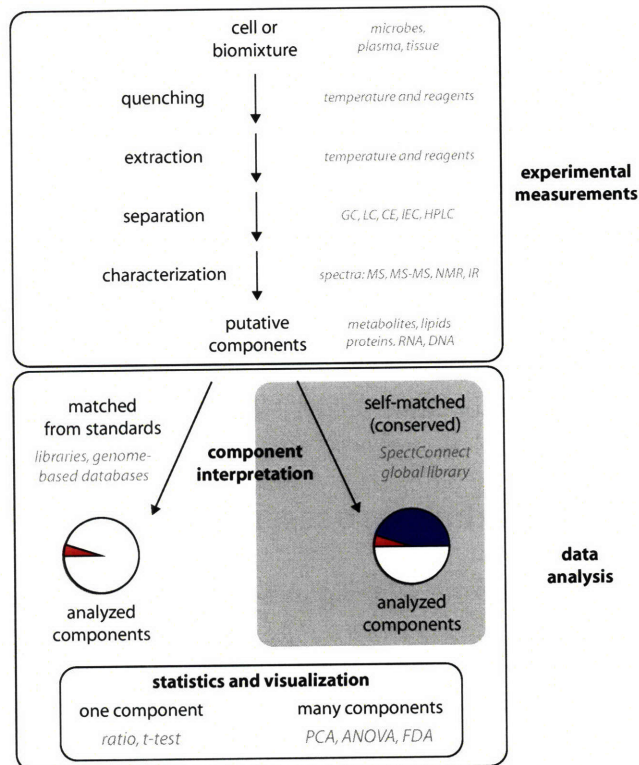 cell or
biomixture
microbes,
plasma, tissue
quenching
temperature and reagents
extraction
temperature and reagents
separation
GC, LC, CE, IEC, HPLC
characterization
spectra: MS, MS-MS, NMR, IR
putative
components
metabolites, lipids
proteins. RNA, DNA
experimental
measurements
matched
from standards
libraries, genome-
based databases
component
interpretation
self-matched
(conserved)
SpectConnect
global library
analyzed
components
analyzed
components
data
analysis
statistics and visualization
one component
ratio, t-test
many components
PCA, ANOVA, FDA